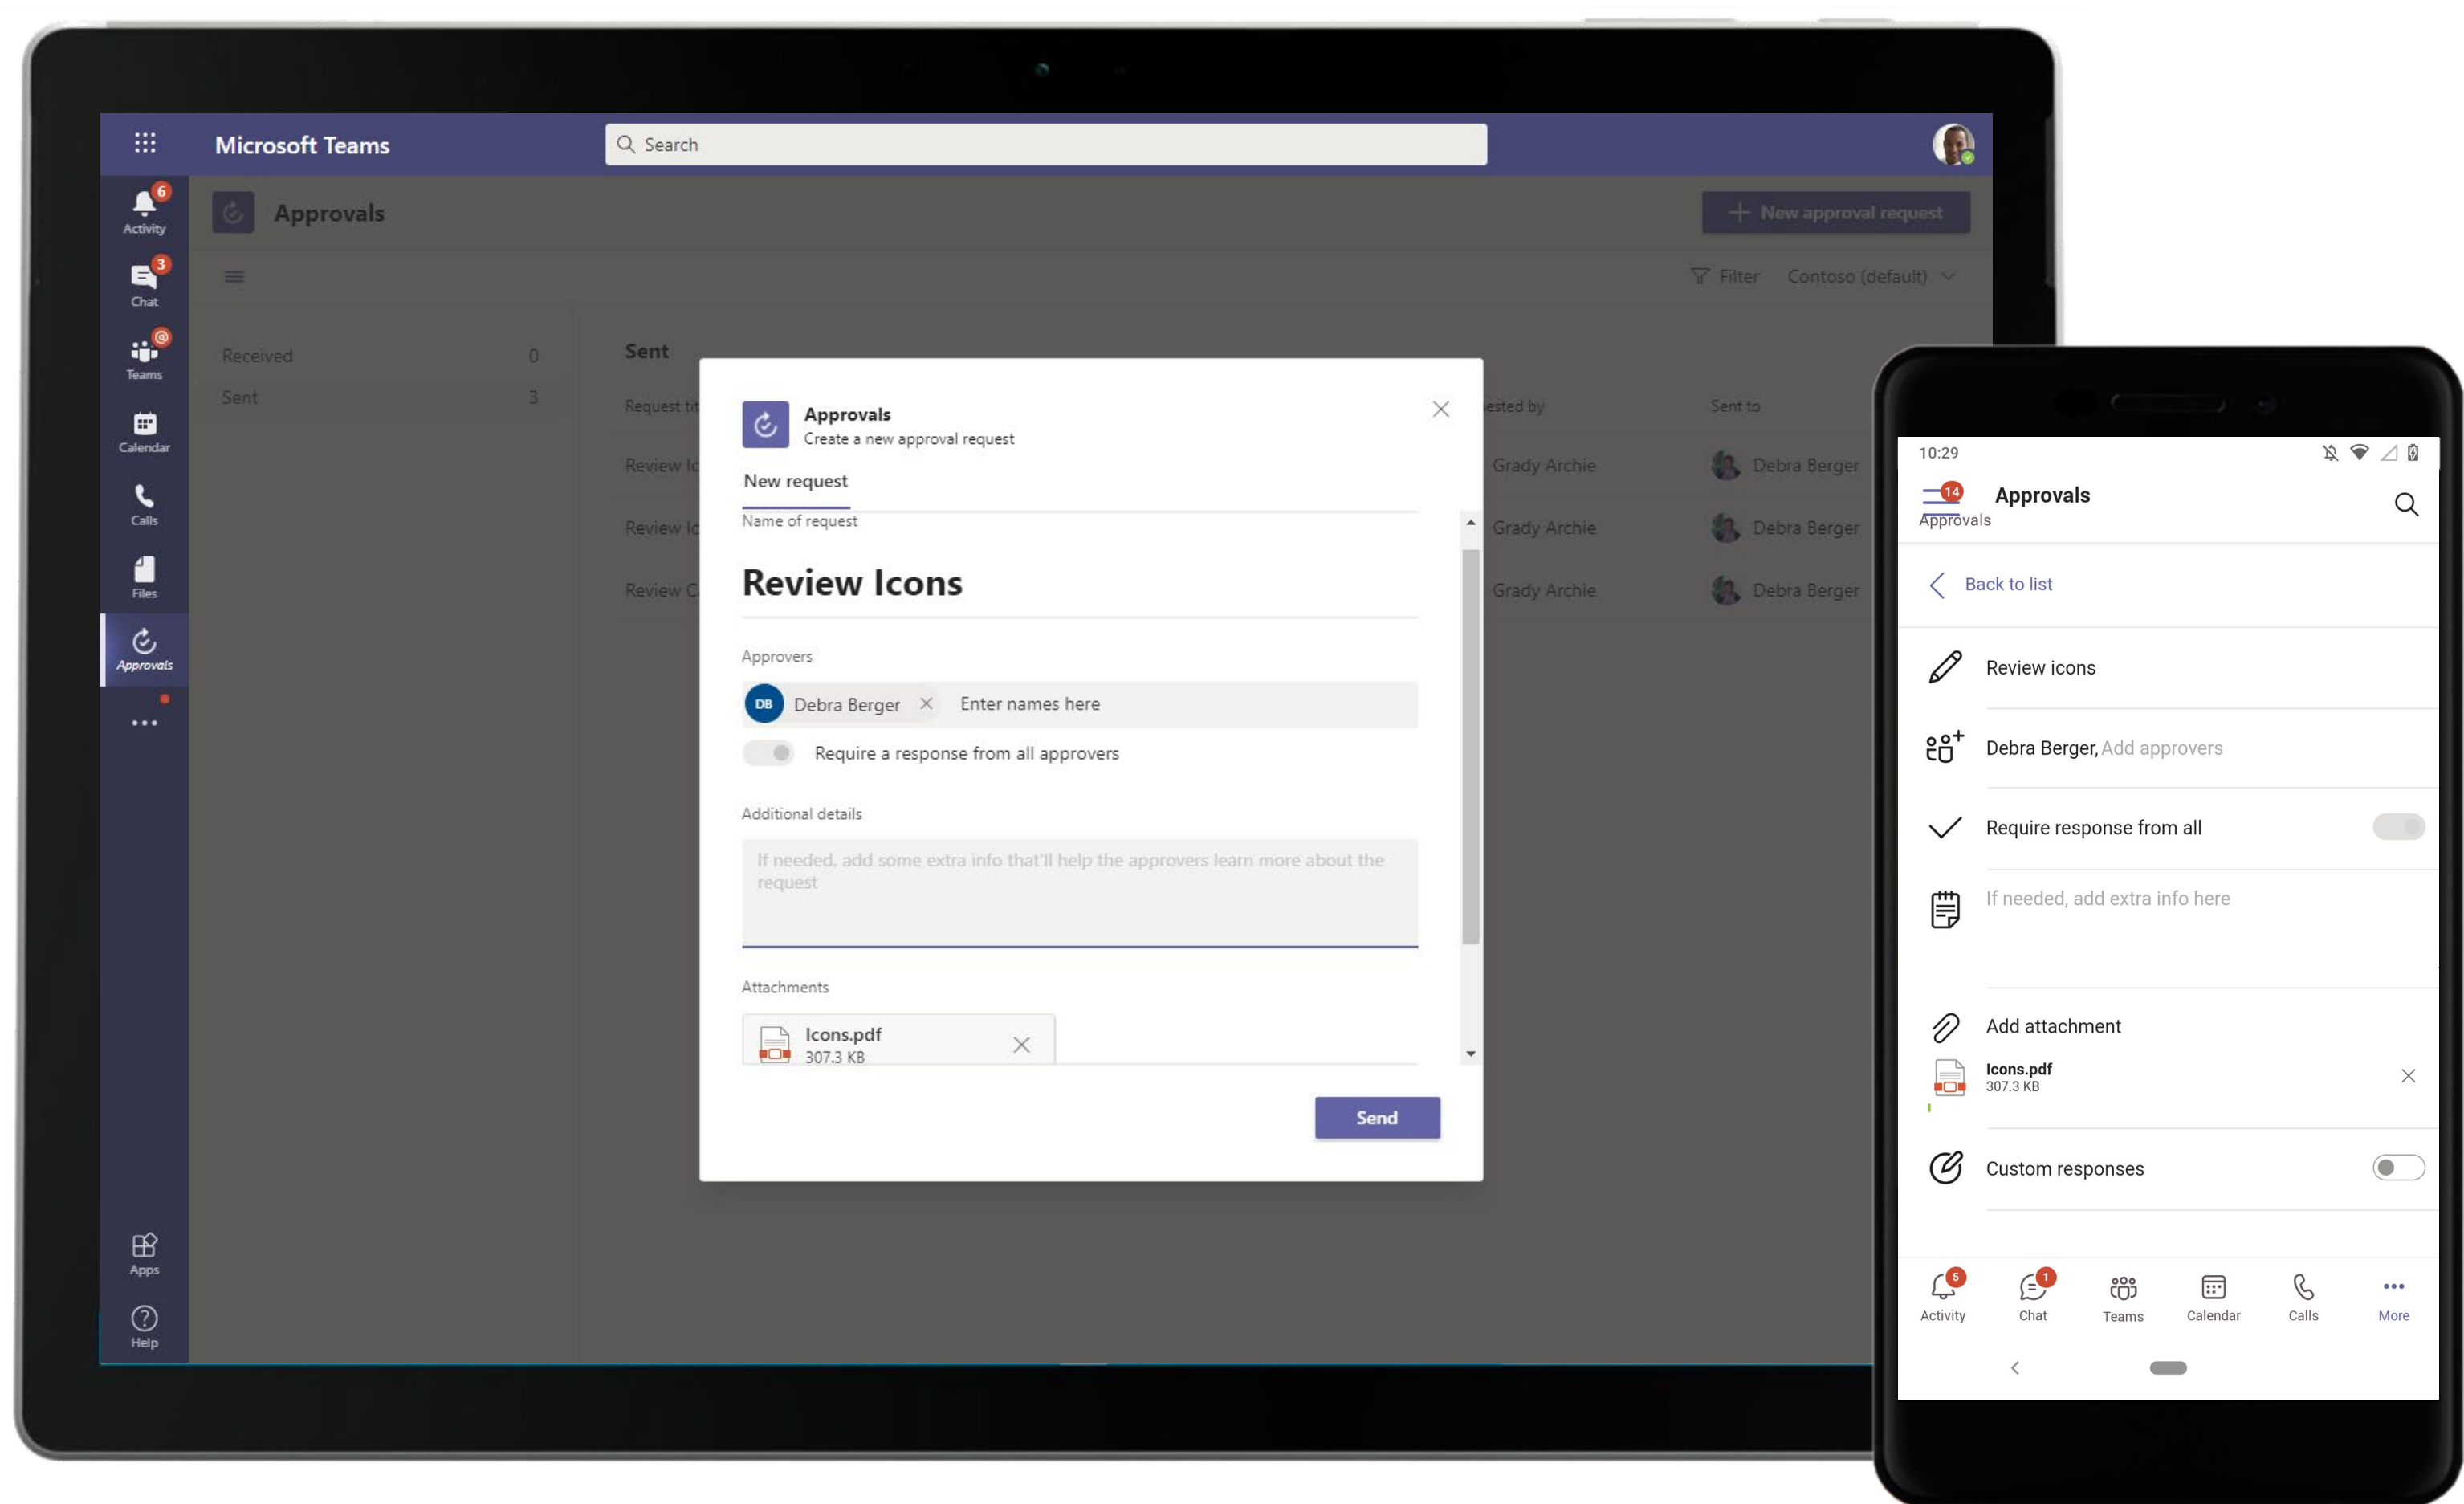 Microsoft Teams
Search
6
Activity
3
Chat
@
Teams
Calendar
Calls
Files
Approvals
Apps
Help
Approvals
New approval request
Filter
Contoso (default)
Received 0
Sent 3
Sent
Request tit
ested by
Sent to
Review Ic
Grady Archie
Debra Berger
Review Ic
Grady Archie
Debra Berger
Review C
Grady Archie
Debra Berger
Approvals
Create a new approval request
New request
Name of request
Review Icons
Approvers
DB Debra Berger Enter names here
Require a response from all approvers
Additional details
If needed, add some extra info that'll help the approvers learn more about the
request
Attachments
Icons.pdf
307.3 KB
Send
10:29
14
Approvals
Approvals
Back to list
Review icons
Debra Berger, Add approvers
Require response from all
If needed, add extra info here
Add attachment
Icons.pdf
307.3 KB
Custom responses
5
Activity
1
Chat
Teams
Calendar
Calls
More